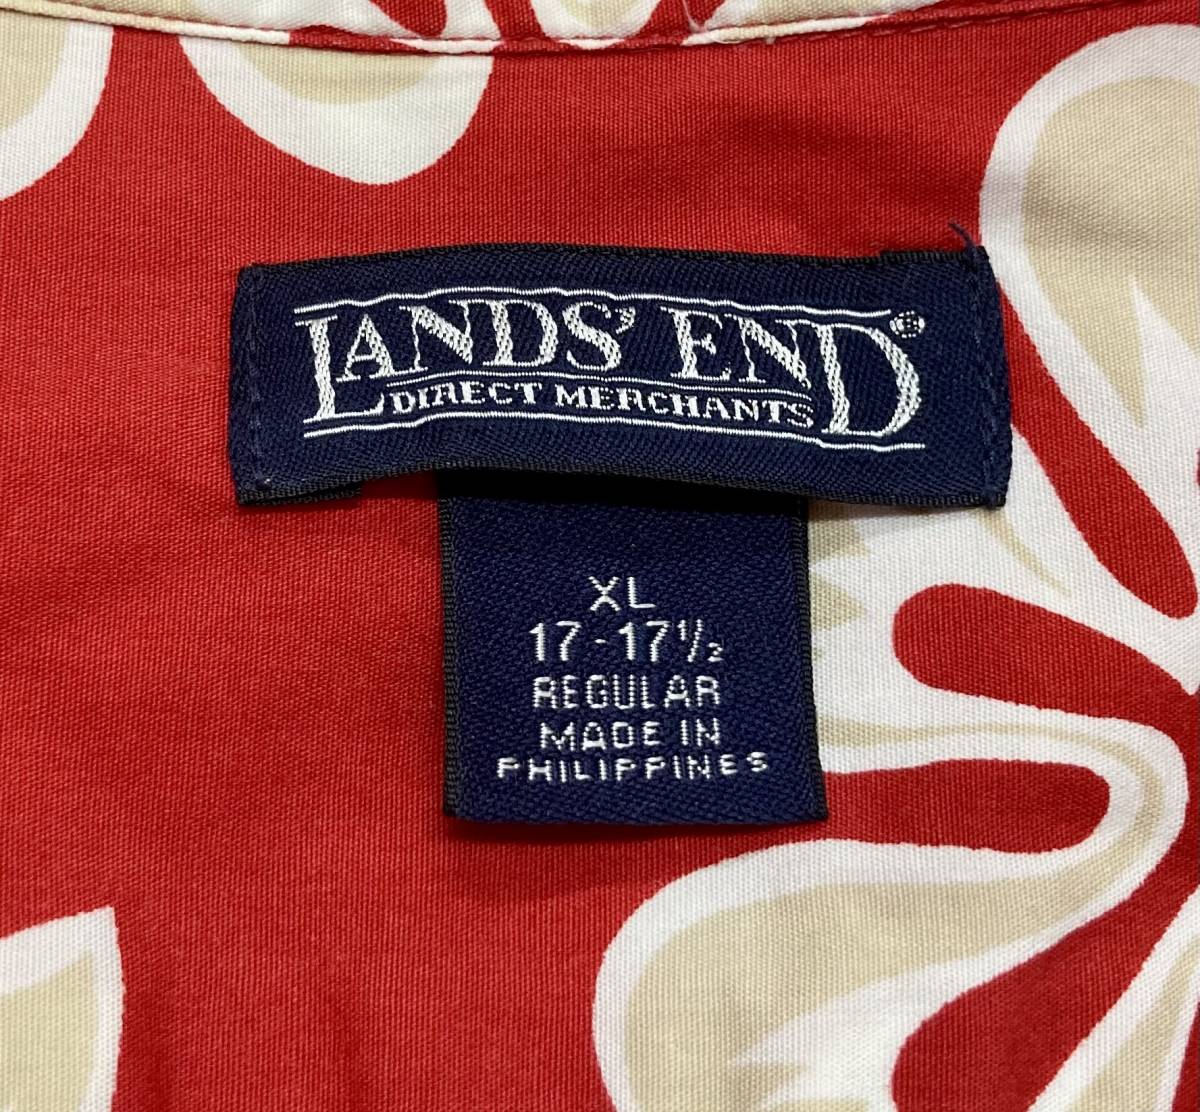 LANDS' END®
DIRECT MERCHANTS
XL
17-17½
REGULAR
MADE IN
PHILIPPINES